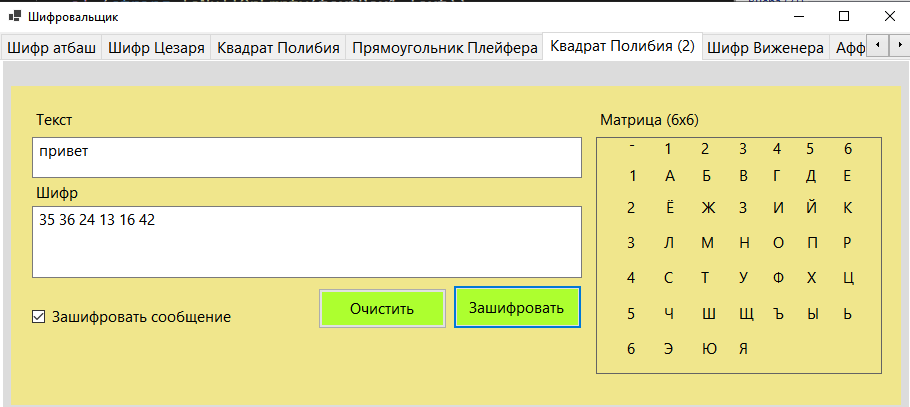 Шифровальщик
Шифр атбаш Шифр Цезаря Квадрат Полибия Прямоугольник Плейфера Квадрат Полибия (2) Шифр Виженера Афф
Текст
привет
Шифр
35 36 24 13 16 42
Зашифровать сообщение
Очистить
Зашифровать
Матрица (6x6)
- 1 2 3 4 5 6
1 А Б В Г Д Е
2 Ё Ж З И Й К
3 Л М Н О П Р
4 С Т У Ф Х Ц
5 Ч Ш Щ Ъ Ы Ь
6 Э Ю Я